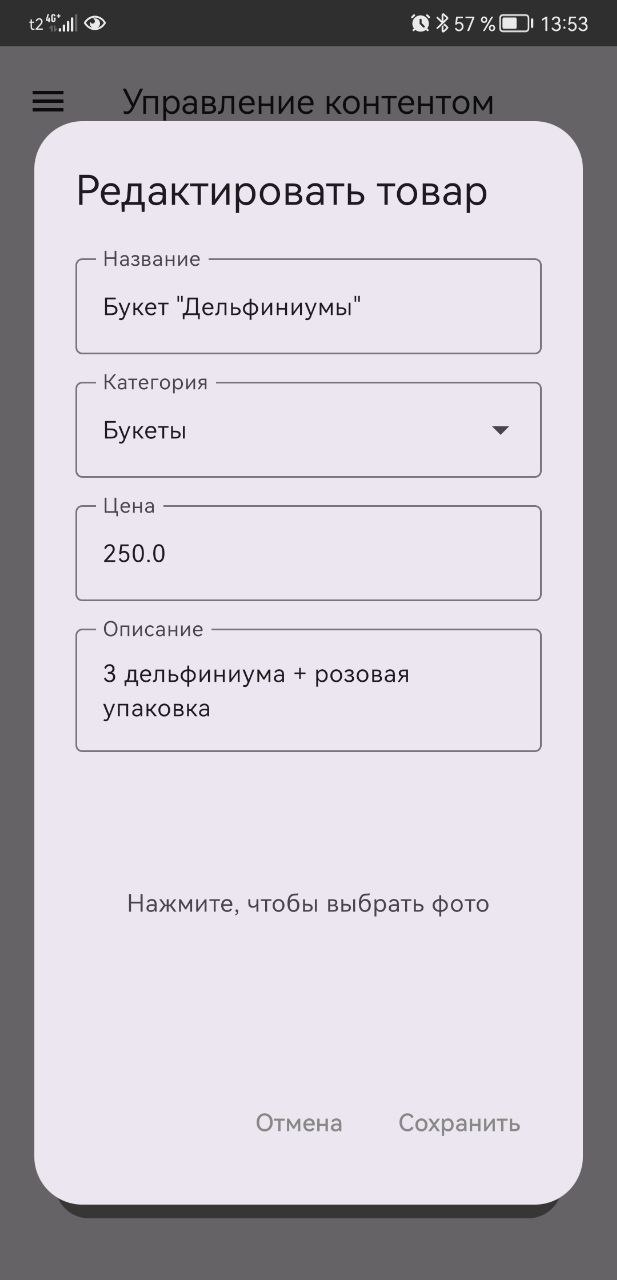 t2 4G+ 57 % 13:53
Управление контентом
Редактировать товар
Название
Букет "Дельфиниумы"
Категория
Букеты
Цена
250.0
Описание
3 дельфиниума + розовая
упаковка
Нажмите, чтобы выбрать фото
Отмена Сохранить